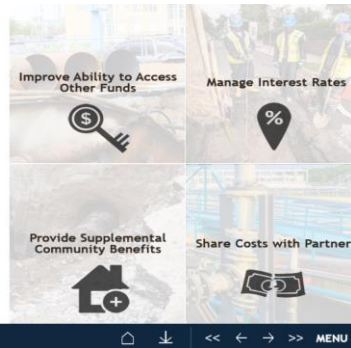 Improve Ability to Access
Other Funds
$
Manage Interest Rates
%
Provide Supplemental
Community Benefits
Share Costs with Partner
<< ← → >> MENU